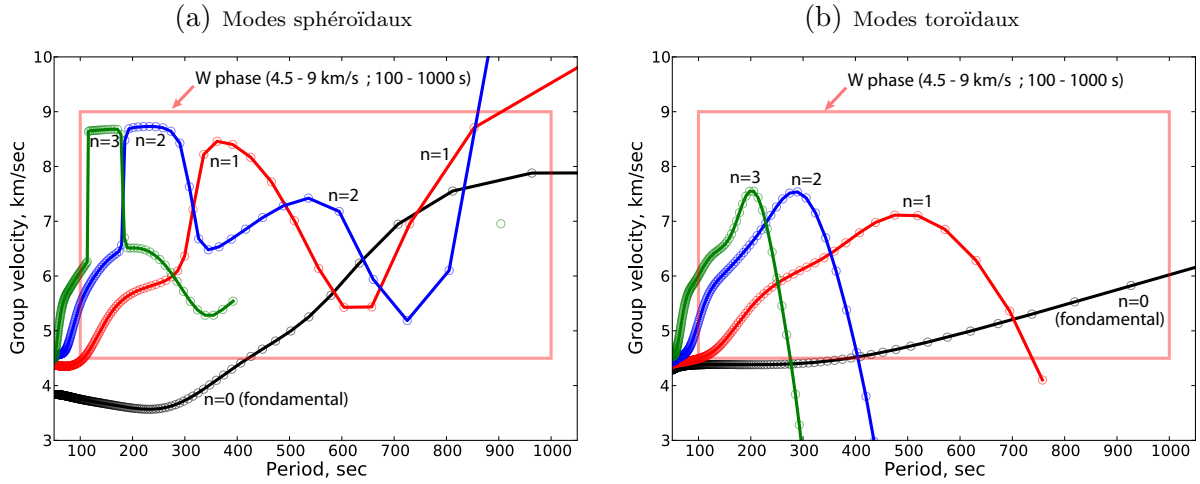 (a) Modes sphéroïdaux
W phase (4.5 - 9 km/s ; 100 - 1000 s)
n=3
n=2
n=1
n=2
n=1
n=0 (fondamental)
Group velocity, km/sec
10
9
8
7
6
5
4
3
100 200 300 400 500 600 700 800 900 1000
Period, sec
(b) Modes toroïdaux
W phase (4.5 - 9 km/s ; 100 - 1000 s)
n=3
n=2
n=1
n=0
(fondamental)
Group velocity, km/sec
10
9
8
7
6
5
4
3
100 200 300 400 500 600 700 800 900 1000
Period, sec